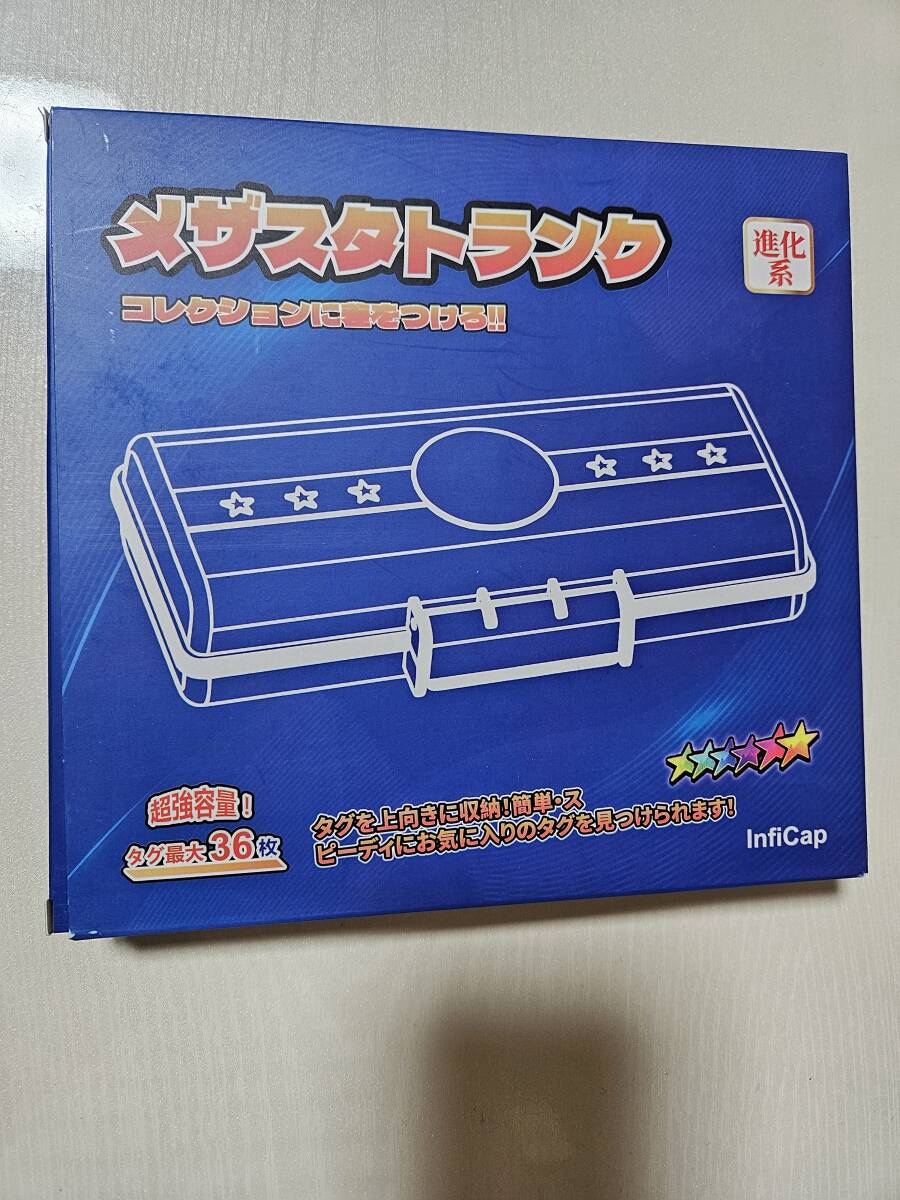 メザスタトランク
進化
系
コレクションに差をつけろ!!
超強容量!
タグ最大36枚
タグを上向きに収納!簡単・ス
ピーディにお気に入りのタグを見つけられます!
InfiCap